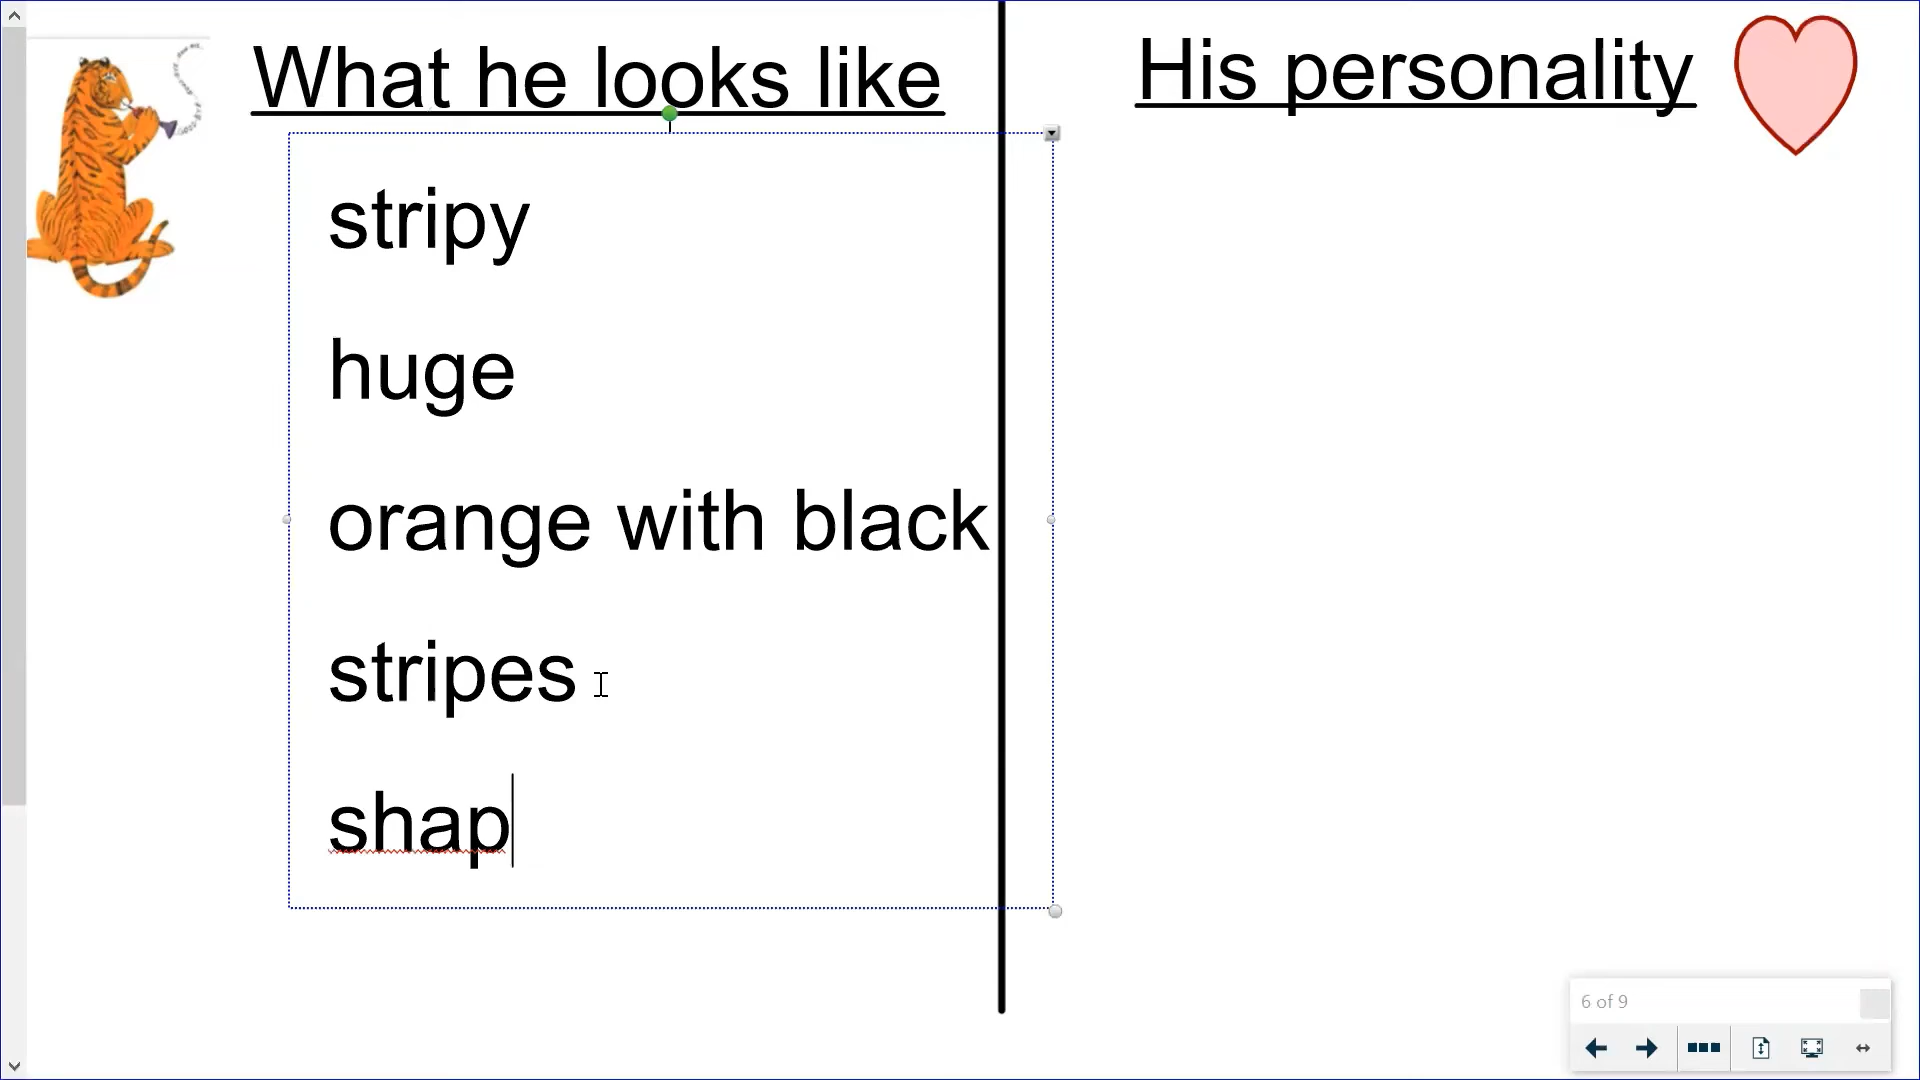 What he looks like
His personality
stripy
huge
orange with black
stripes
shap
6 of 9